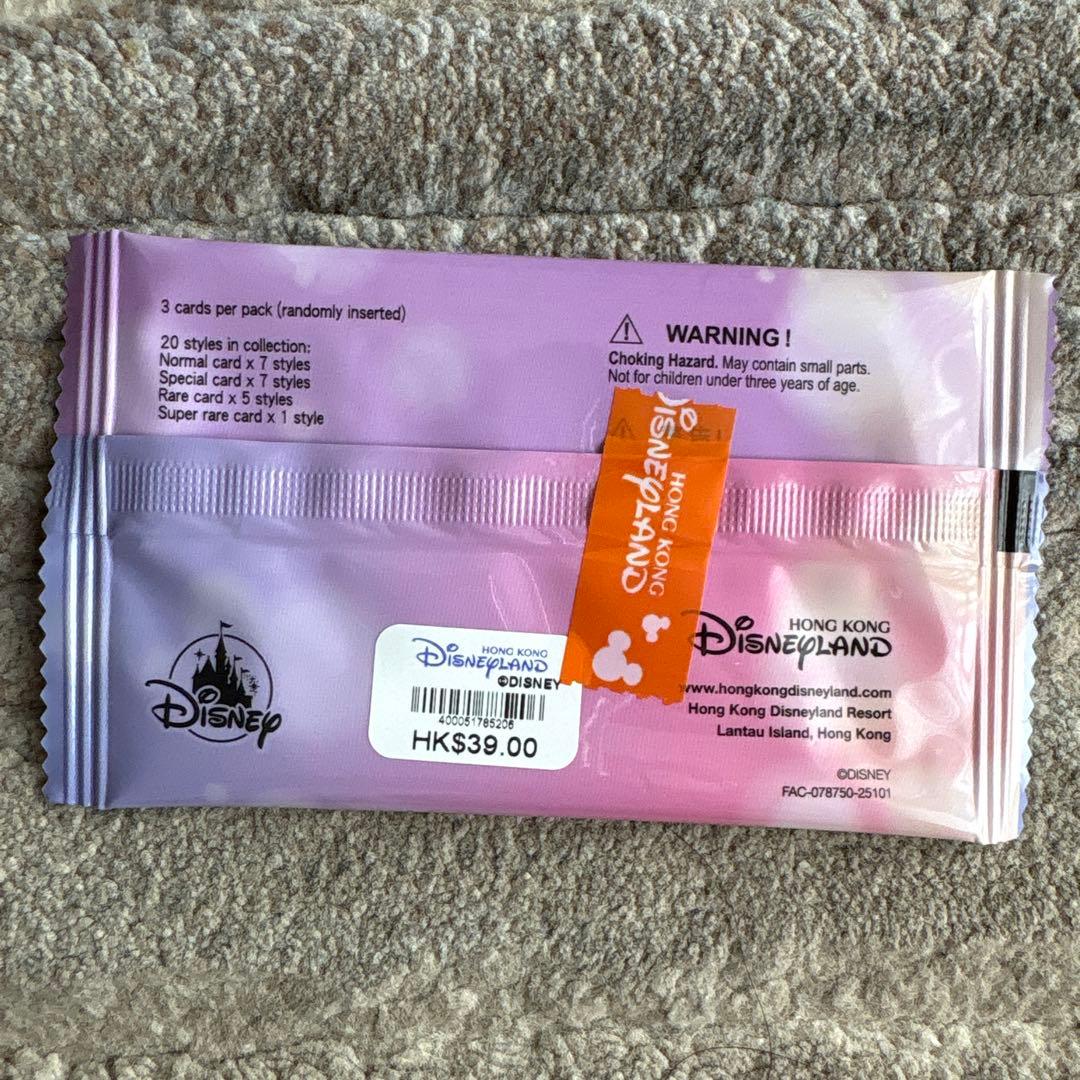 3 cards per pack (randomly inserted)
20 styles in collection:
Normal card x 7 styles
Special card x 7 styles
Rare card x 5 styles
Super rare card x 1 style
WARNING !
Choking Hazard. May contain small parts.
Not for children under three years of age.
HONG KONG
DISNEYLAND
DISNEY
HONG KONG
DISNEYLAND
©DISNEY
400051785206
HK$39.00
HONG KONG
DISNEYLAND
www.hongkongdisneyland.com
Hong Kong Disneyland Resort
Lantau Island, Hong Kong
©DISNEY
FAC-078750-25101